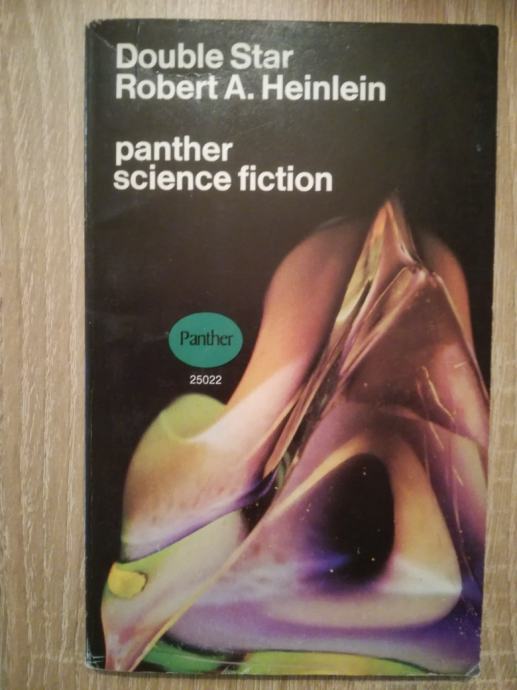 Double Star
Robert A. Heinlein
panther
science fiction
Panther
25022